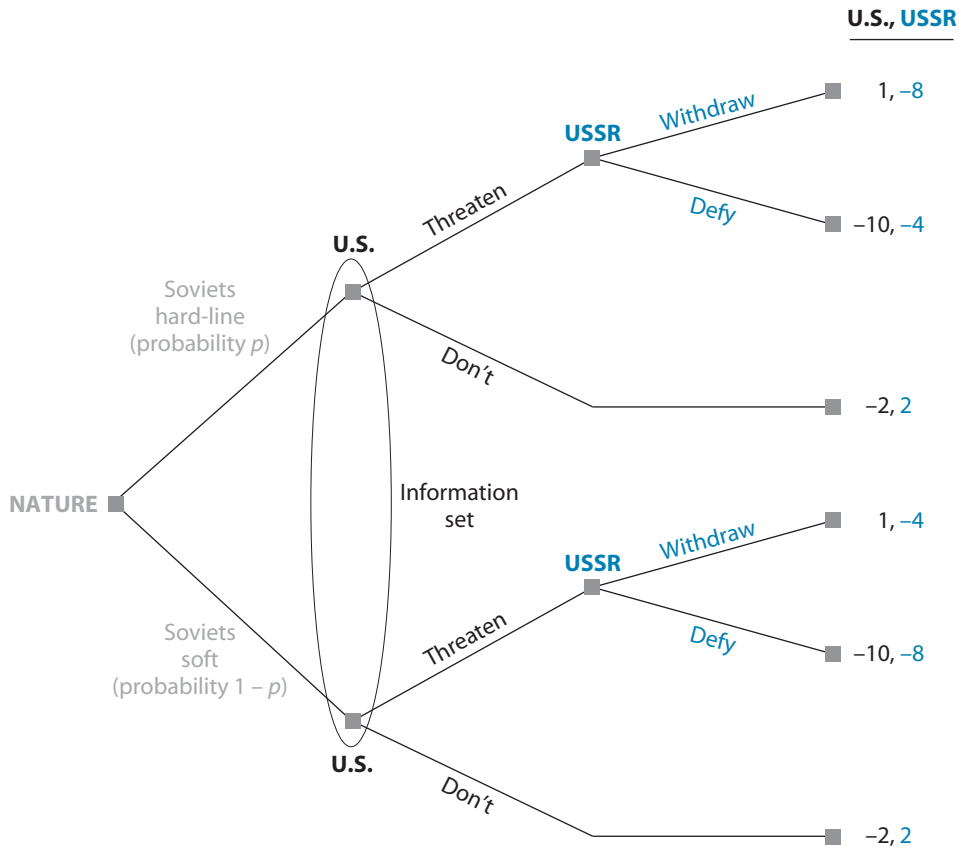 U.S., USSR
1, –8
Withdraw
USSR
Defy
–10, –4
Threaten
U.S.
Soviets
hard-line
(probability p)
Don't
–2, 2
NATURE
Information
set
1, –4
Withdraw
USSR
Defy
–10, –8
Threaten
Soviets
soft
(probability 1 – p)
U.S.
Don't
–2, 2